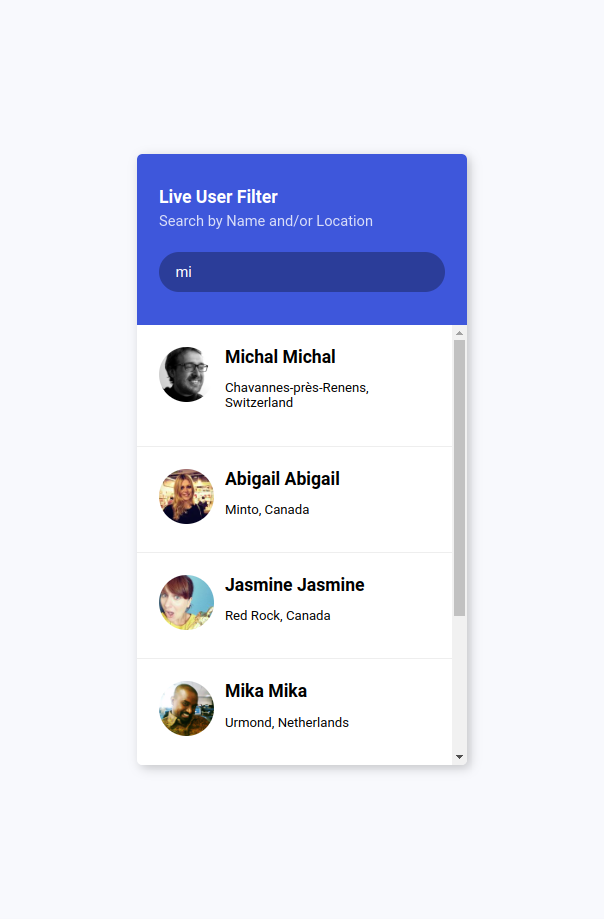 Live User Filter
Search by Name and/or Location
mi
Michal Michal
Chavannes-près-Renens,
Switzerland
Abigail Abigail
Minto, Canada
Jasmine Jasmine
Red Rock, Canada
Mika Mika
Urmond, Netherlands